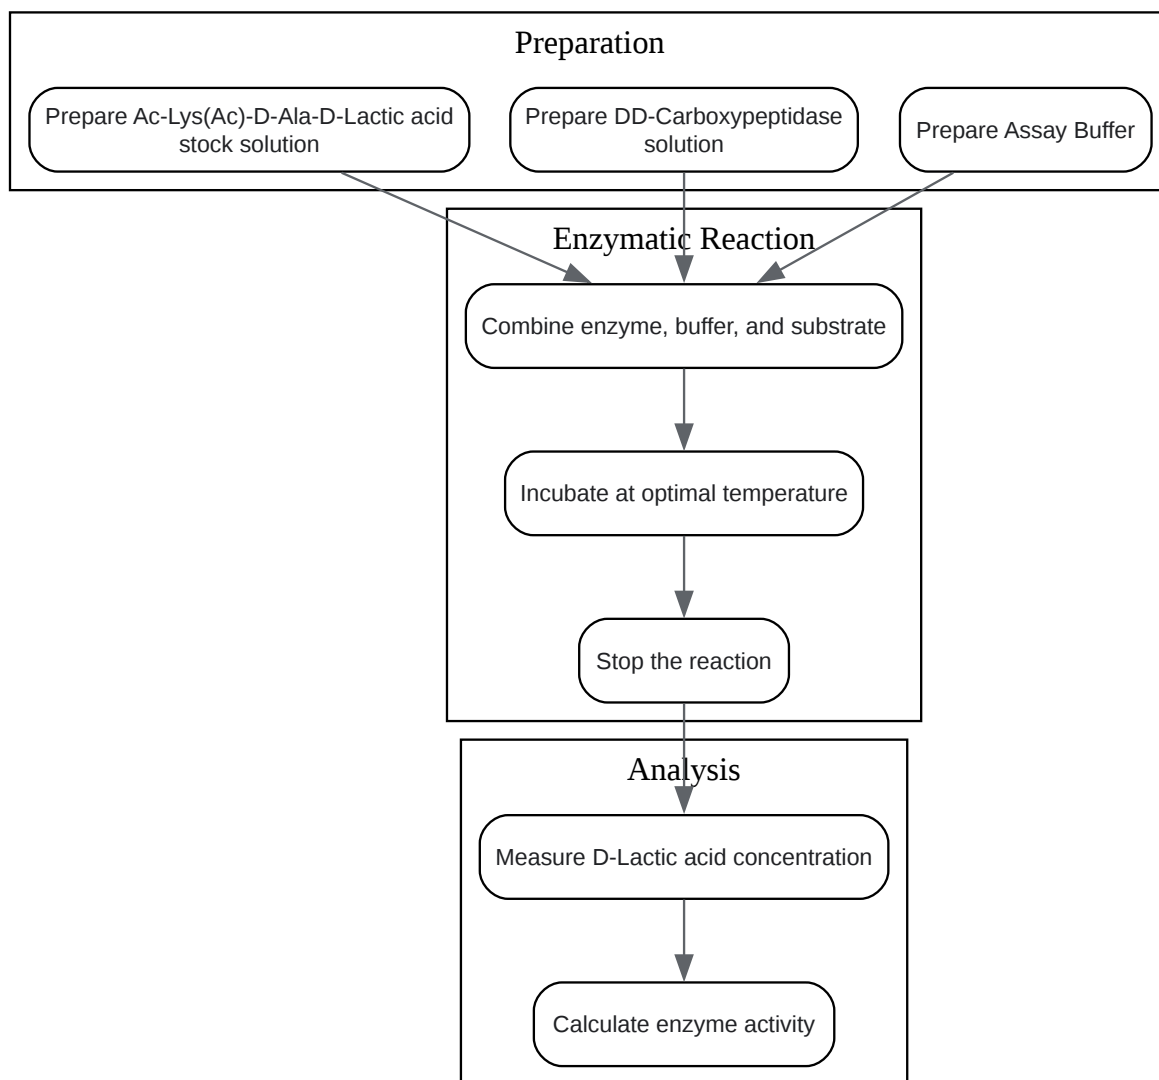 Preparation
Prepare Ac-Lys(Ac)-D-Ala-D-Lactic acid
stock solution
Prepare DD-Carboxypeptidase
solution
Prepare Assay Buffer
Enzymatic Reaction
Combine enzyme, buffer, and substrate
Incubate at optimal temperature
Stop the reaction
Analysis
Measure D-Lactic acid concentration
Calculate enzyme activity